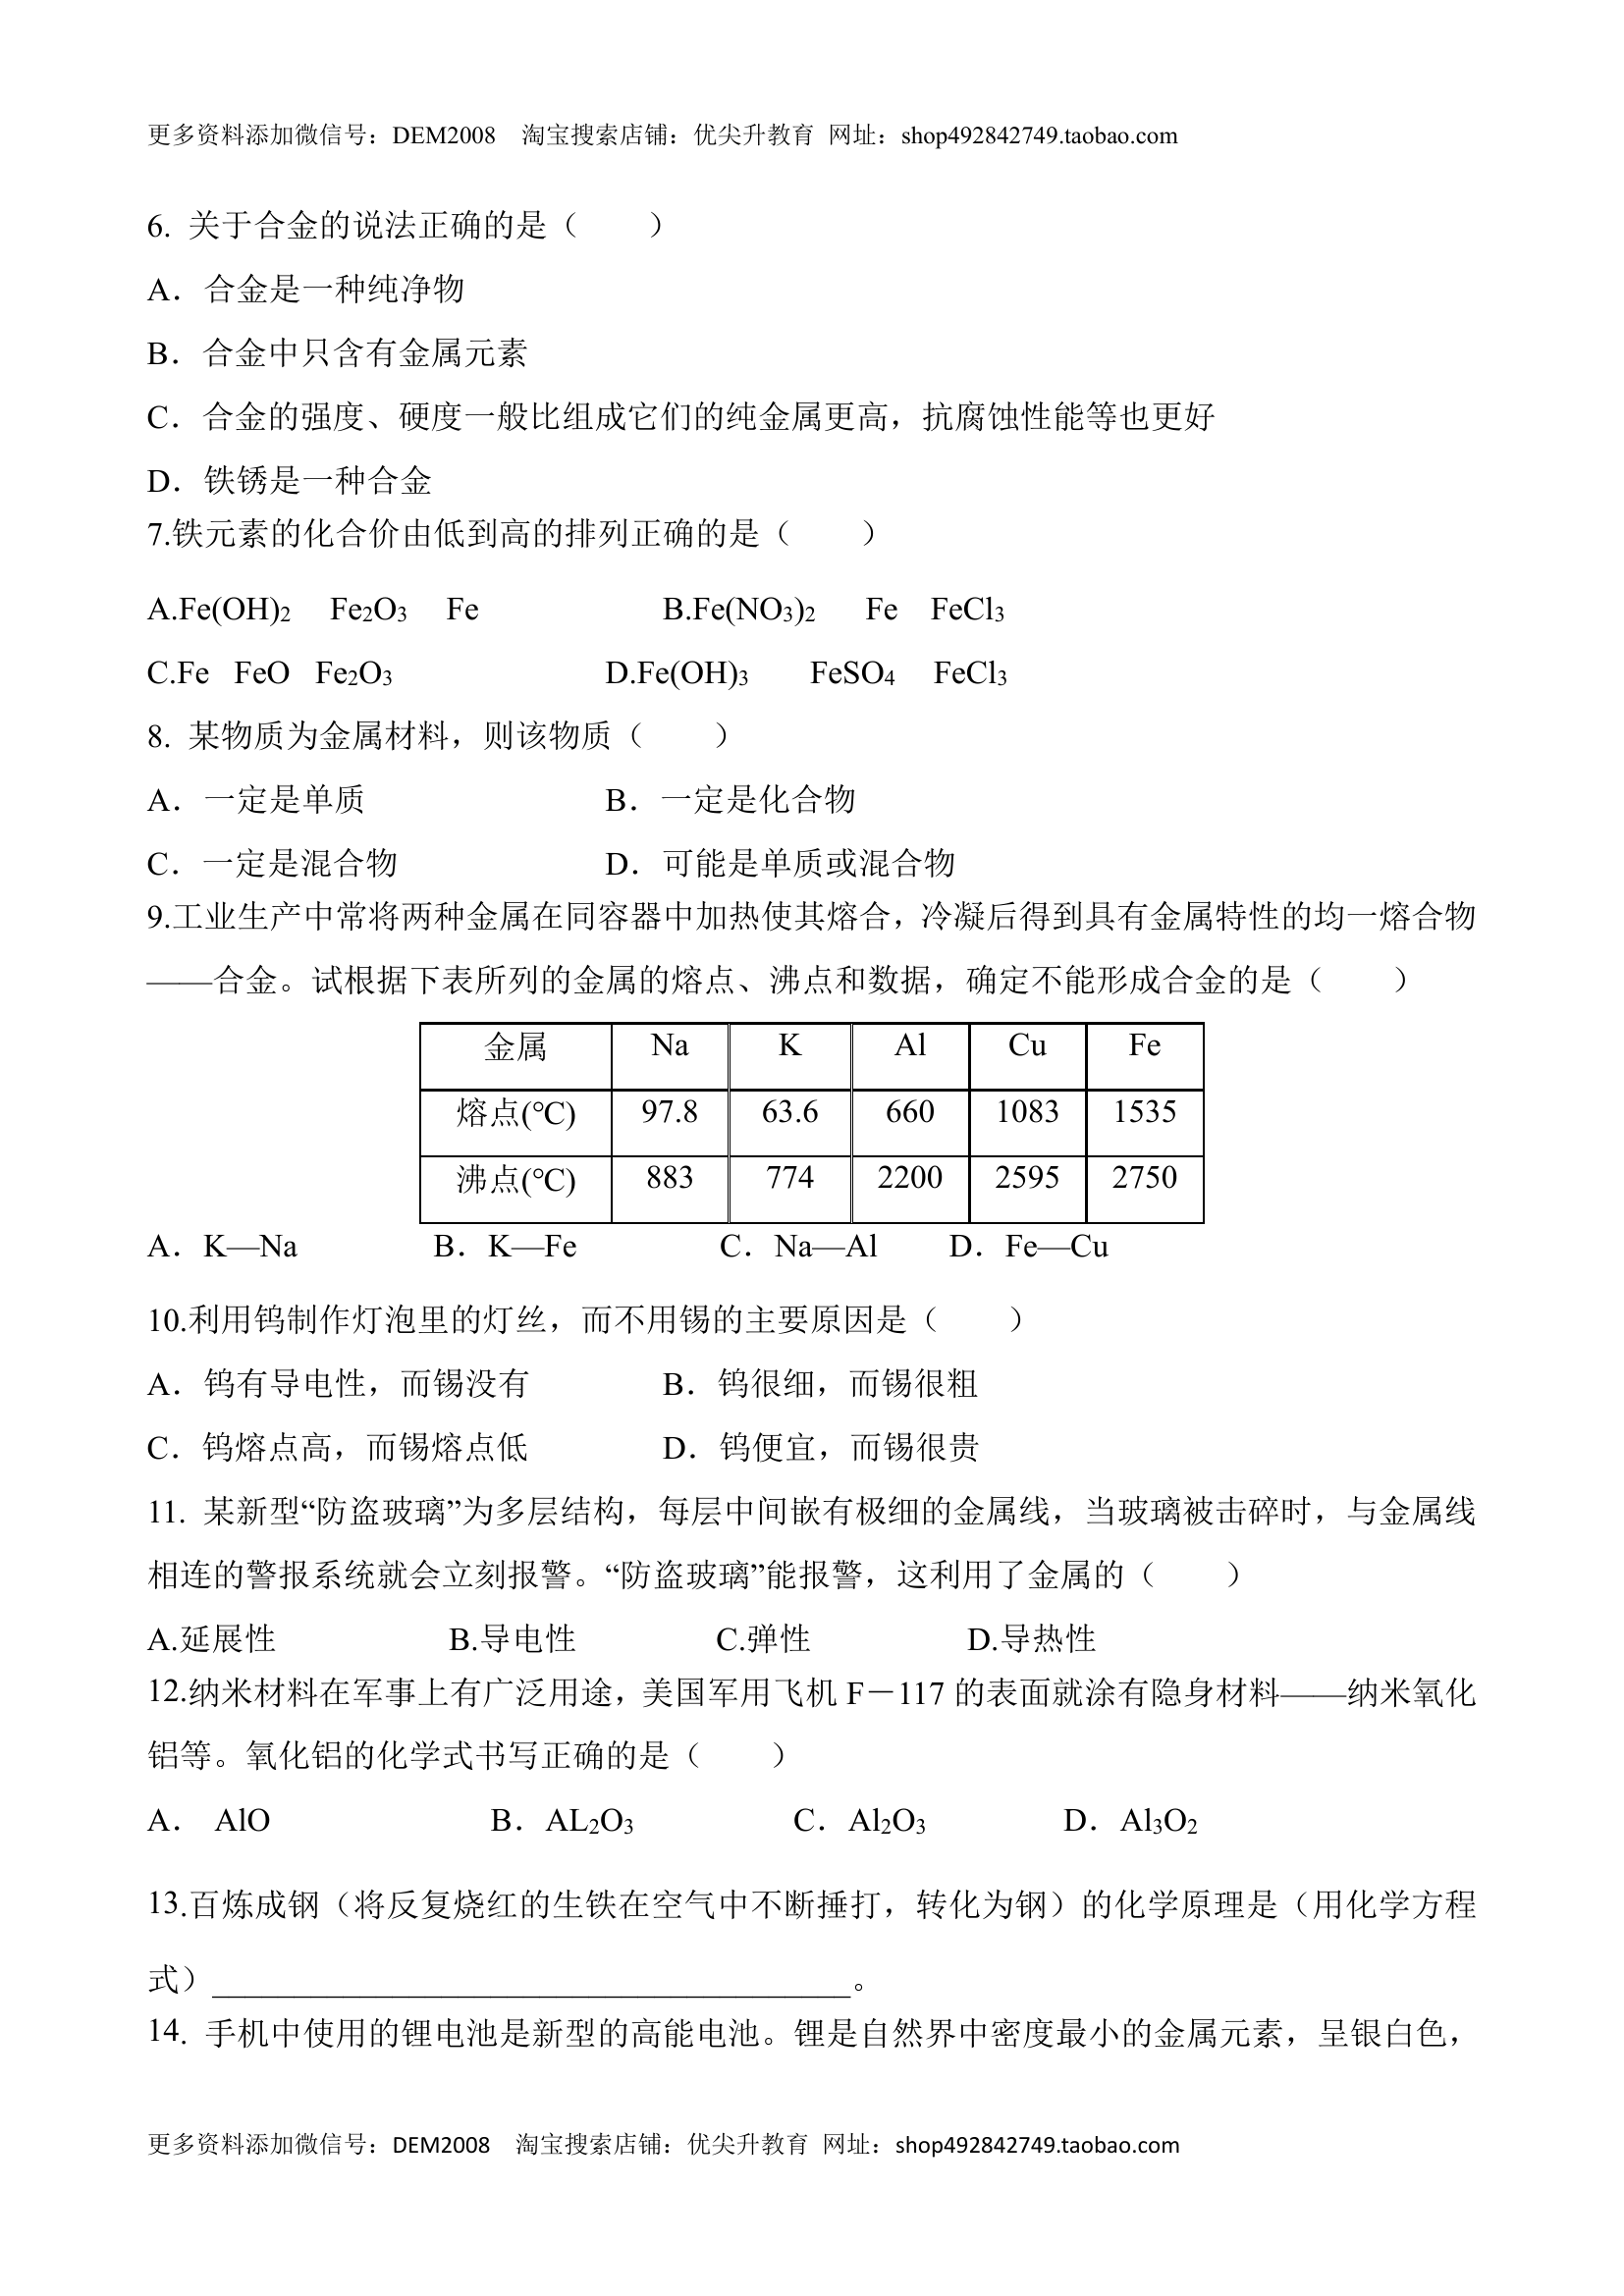 更多资料添加微信号：DEM2008 淘宝搜索店铺：优尖升教育 网址：shop492842749.taobao.com
6. 关于合金的说法正确的是（ ）
A．合金是一种纯净物
B．合金中只含有金属元素
C．合金的强度、硬度一般比组成它们的纯金属更高，抗腐蚀性能等也更好
D．铁锈是一种合金
7.铁元素的化合价由低到高的排列正确的是（ ）
A.Fe(OH)₂ Fe₂O₃ Fe B.Fe(NO₃)₂ Fe FeCl₃
C.Fe FeO Fe₂O₃ D.Fe(OH)₃ FeSO₄ FeCl₃
8. 某物质为金属材料，则该物质（ ）
A．一定是单质 B．一定是化合物
C．一定是混合物 D．可能是单质或混合物
9.工业生产中常将两种金属在同容器中加热使其熔合，冷凝后得到具有金属特性的均一熔合物
——合金。试根据下表所列的金属的熔点、沸点和数据，确定不能形成合金的是（ ）
金属 Na K Al Cu Fe
熔点(℃) 97.8 63.6 660 1083 1535
沸点(℃) 883 774 2200 2595 2750
A．K—Na B．K—Fe C．Na—Al D．Fe—Cu
10.利用钨制作灯泡里的灯丝，而不用锡的主要原因是（ ）
A．钨有导电性，而锡没有 B．钨很细，而锡很粗
C．钨熔点高，而锡熔点低 D．钨便宜，而锡很贵
11. 某新型“防盗玻璃”为多层结构，每层中间嵌有极细的金属线，当玻璃被击碎时，与金属线
相连的警报系统就会立刻报警。“防盗玻璃”能报警，这利用了金属的（ ）
A.延展性 B.导电性 C.弹性 D.导热性
12.纳米材料在军事上有广泛用途，美国军用飞机 F－117 的表面就涂有隐身材料——纳米氧化
铝等。氧化铝的化学式书写正确的是（ ）
A． AlO B．AL₂O₃ C．Al₂O₃ D．Al₃O₂
13.百炼成钢（将反复烧红的生铁在空气中不断捶打，转化为钢）的化学原理是（用化学方程
式）_______________________________________。
14. 手机中使用的锂电池是新型的高能电池。锂是自然界中密度最小的金属元素，呈银白色，
更多资料添加微信号：DEM2008 淘宝搜索店铺：优尖升教育 网址：shop492842749.taobao.com